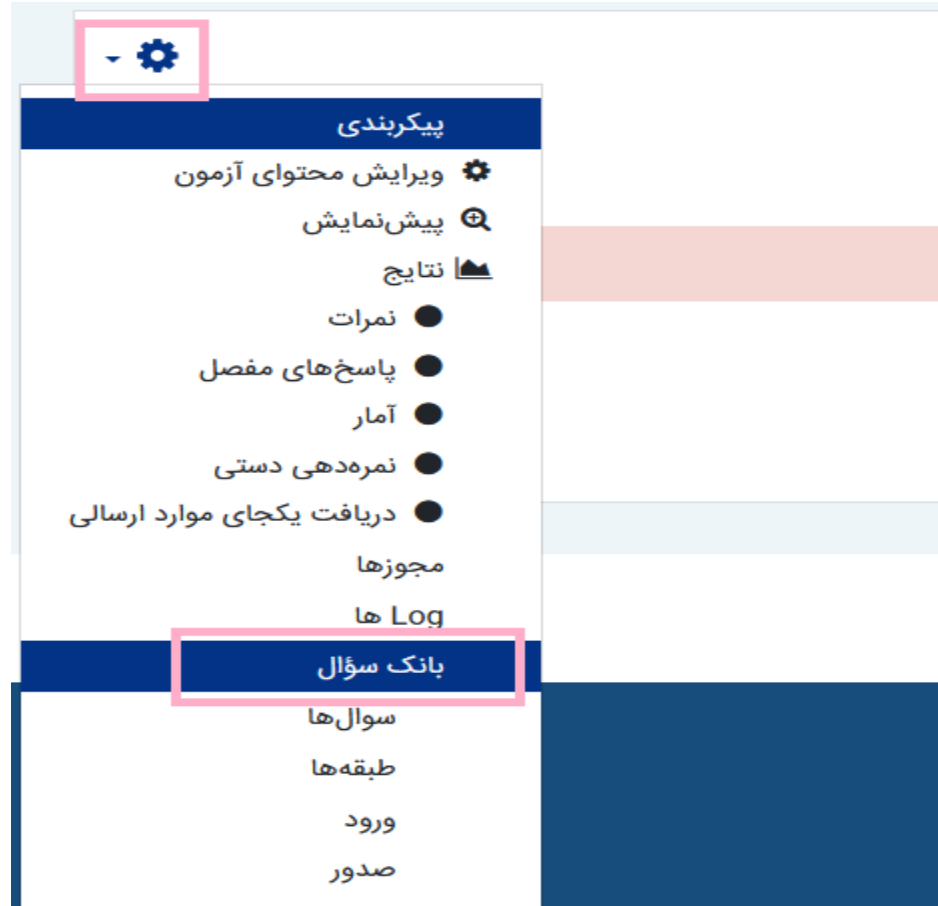 پیکربندی
ویرایش محتوای آزمون
پیش‌نمایش
نتایج
نمرات
پاسخ‌های مفصل
آمار
نمره‌دهی دستی
دریافت یکجای موارد ارسالی
مجوزها
Log ها
بانک سؤال
سوال‌ها
طبقه‌ها
ورود
صدور